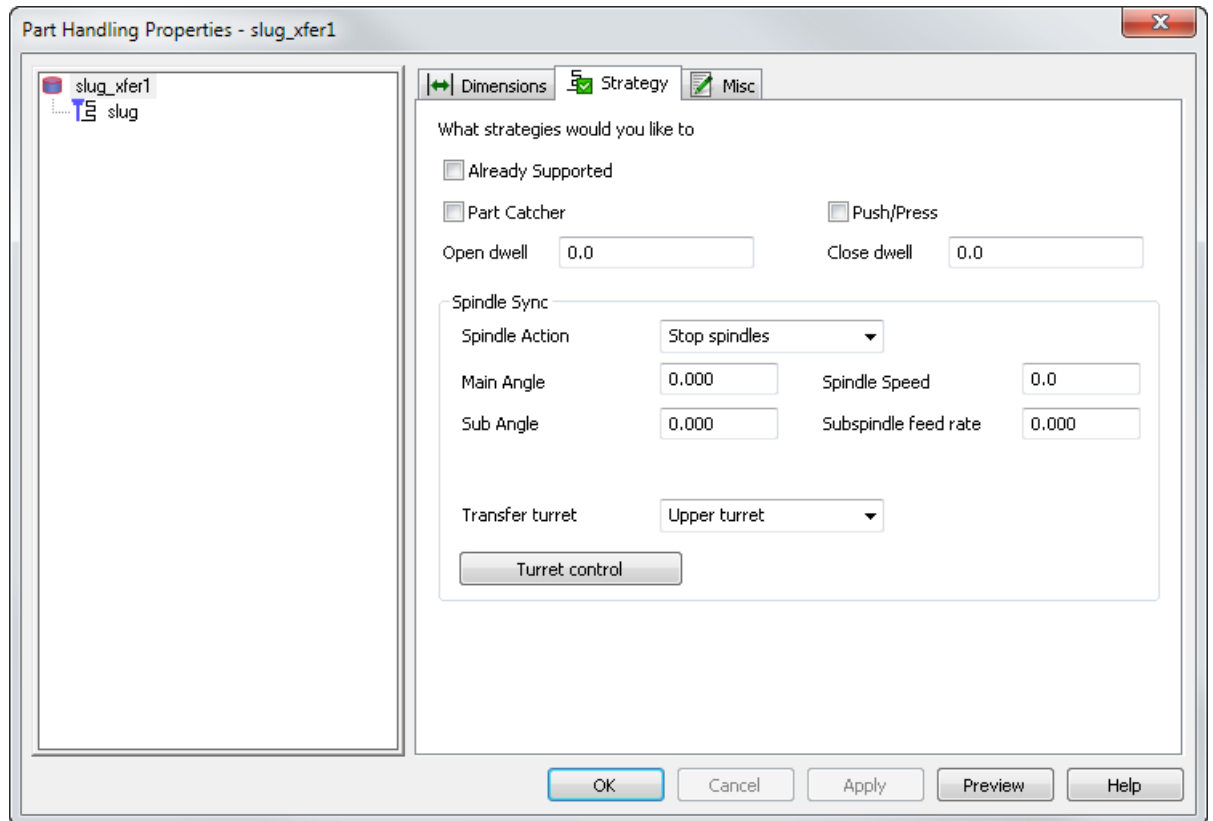 Part Handling Properties - slug_xfer1
slug_xfer1
slug
Dimensions Strategy Misc
What strategies would you like to
Already Supported
Part Catcher Push/Press
Open dwell 0.0 Close dwell 0.0
Spindle Sync
Spindle Action Stop spindles
Main Angle 0.000 Spindle Speed 0.0
Sub Angle 0.000 Subspindle feed rate 0.000
Transfer turret Upper turret
Turret control
OK Cancel Apply Preview Help